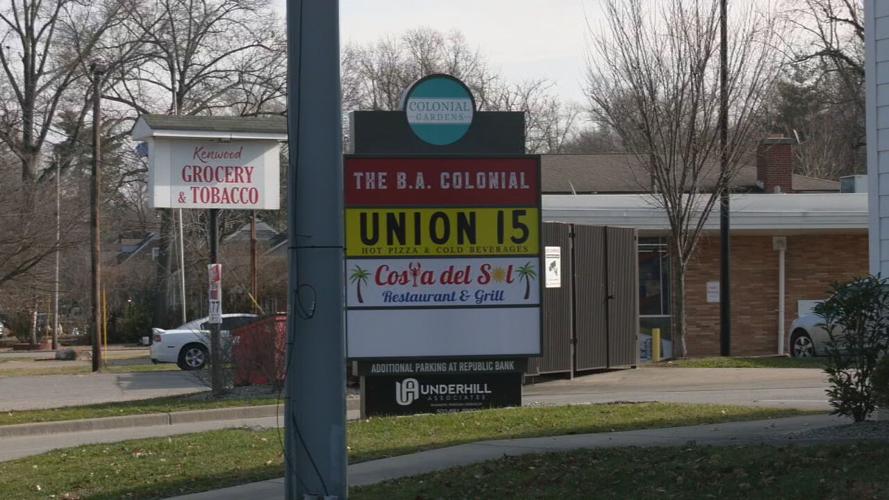 Kenwood
GROCERY
& TOBACCO
COLONIAL
GARDENS
THE B.A. COLONIAL
UNION 15
HOT PIZZA & COLD BEVERAGES
Costa del Sol
Restaurant & Grill
ADDITIONAL PARKING AT REPUBLIC BANK
UNDERHILL
ASSOCIATES